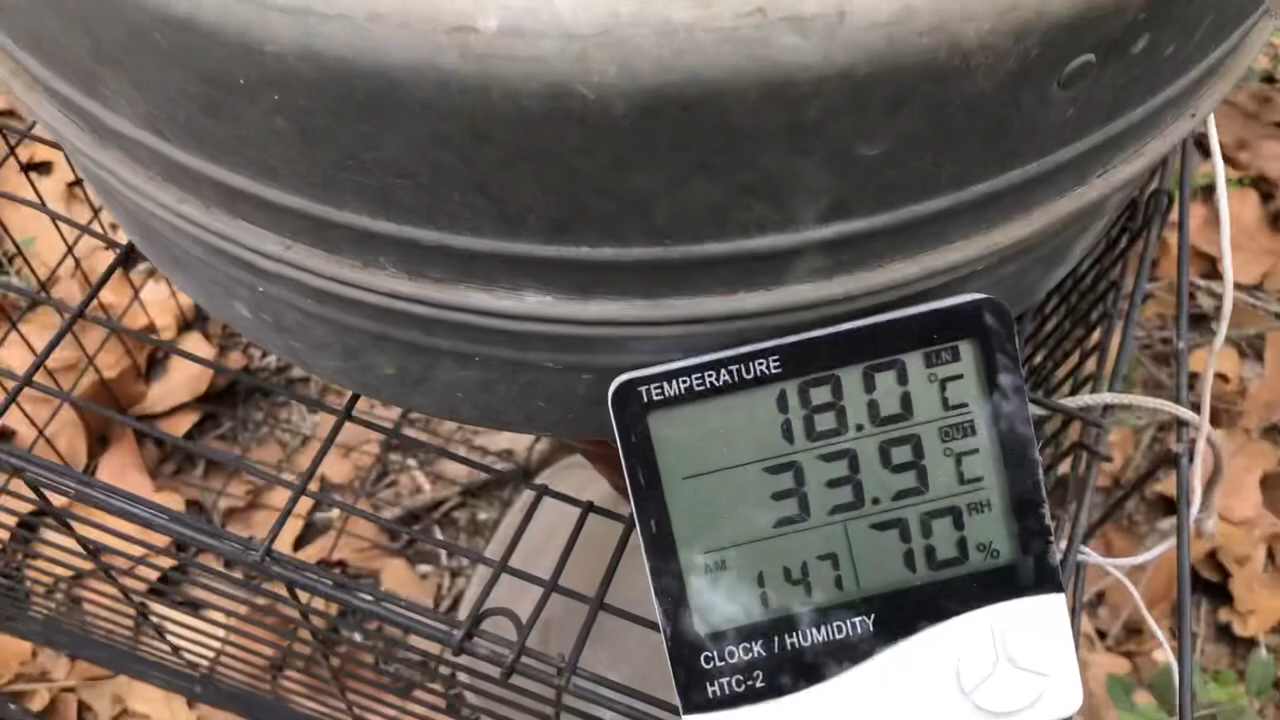 TEMPERATURE
18.0 °C IN
33.9 °C OUT
AM 1 47 70 % RH
CLOCK / HUMIDITY
HTC-2